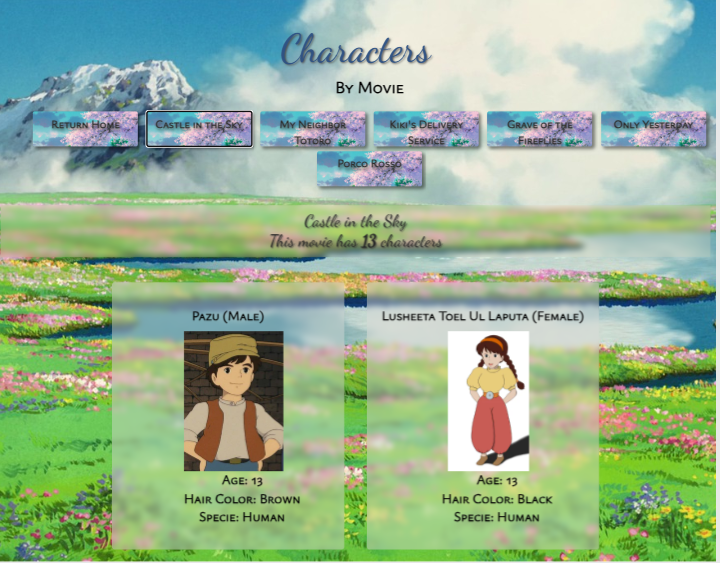 Characters
By Movie
Return Home
Castle in the Sky
My Neighbor
Totoro
Kiki's Delivery
Service
Grave of the
Fireflies
Only Yesterday
Porco Rosso
Castle in the Sky
This movie has 13 characters
Pazu (Male)
Age: 13
Hair Color: Brown
Specie: Human
Lusheeta Toel Ul Laputa (Female)
Age: 13
Hair Color: Black
Specie: Human